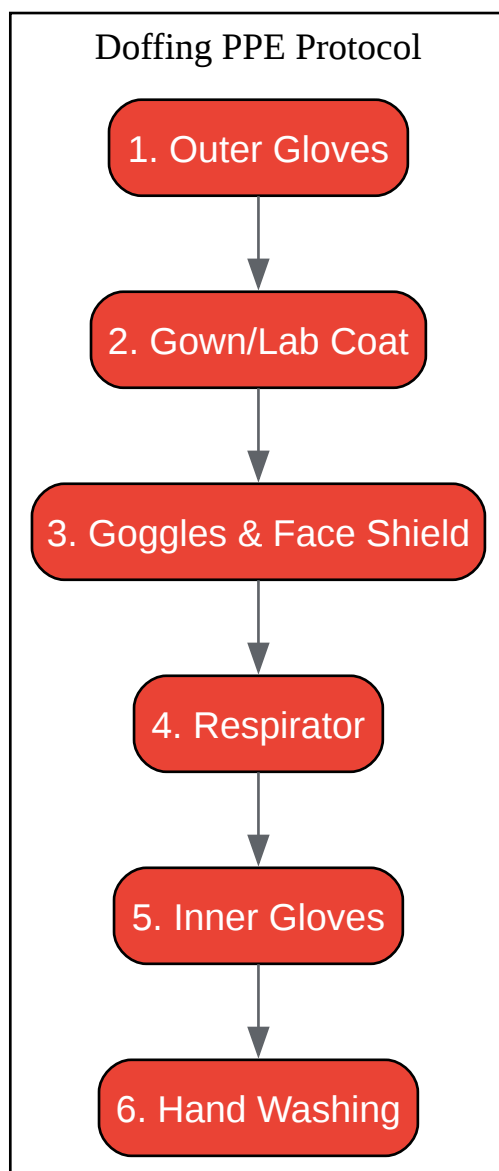 Doffing PPE Protocol
1. Outer Gloves
2. Gown/Lab Coat
3. Goggles & Face Shield
4. Respirator
5. Inner Gloves
6. Hand Washing